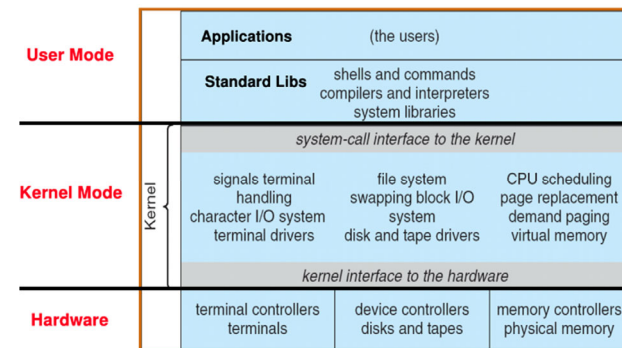 User Mode
Applications (the users)
Standard Libs
shells and commands
compilers and interpreters
system libraries
Kernel Mode
Kernel
system-call interface to the kernel
signals terminal
handling
character I/O system
terminal drivers
file system
swapping block I/O
system
disk and tape drivers
CPU scheduling
page replacement
demand paging
virtual memory
kernel interface to the hardware
Hardware
terminal controllers
terminals
device controllers
disks and tapes
memory controllers
physical memory